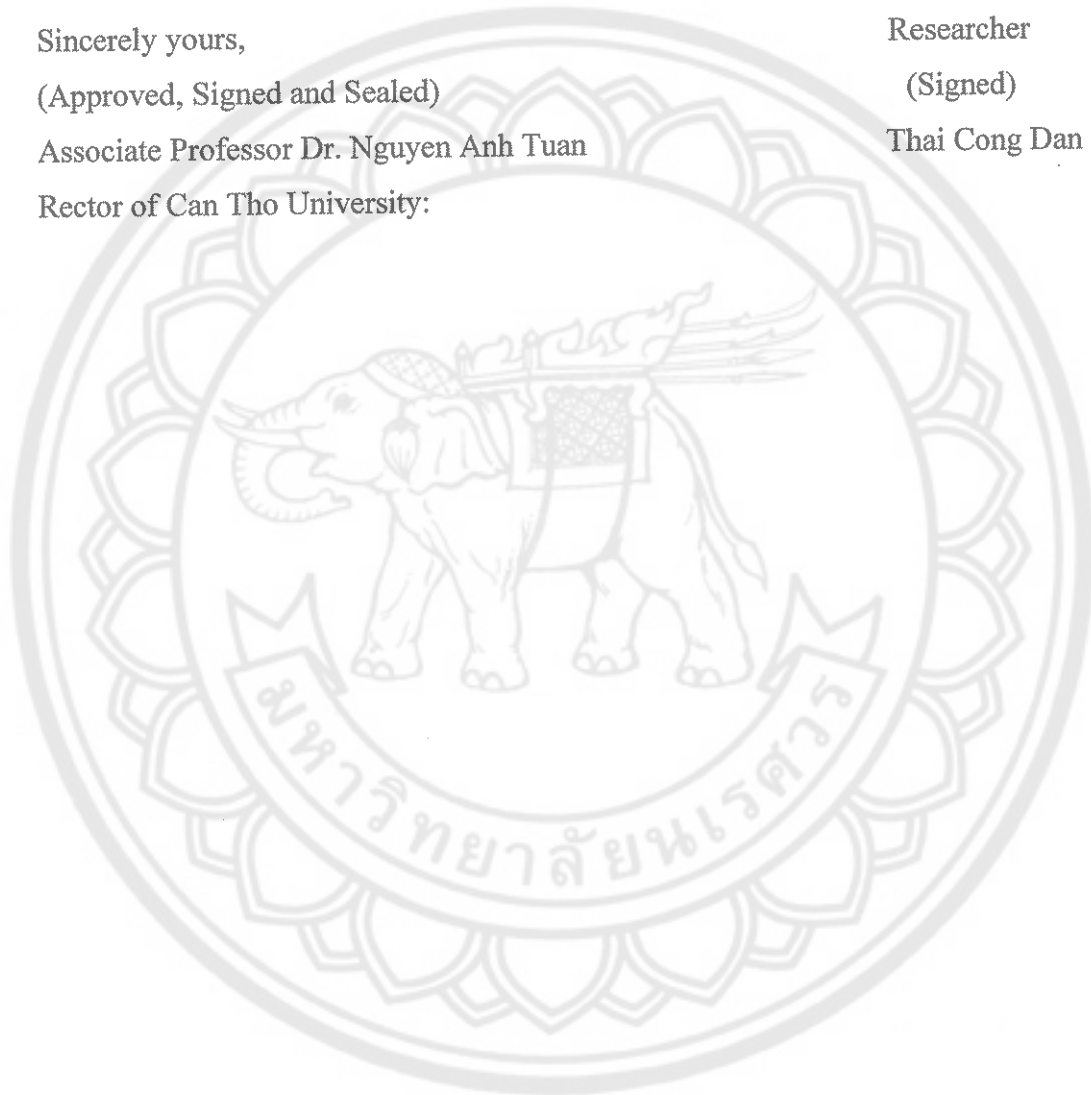 Sincerely yours,
Researcher
(Approved, Signed and Sealed)
(Signed)
Associate Professor Dr. Nguyen Anh Tuan
Thai Cong Dan
Rector of Can Tho University:
มหาวิทยาลัยนเรศวร